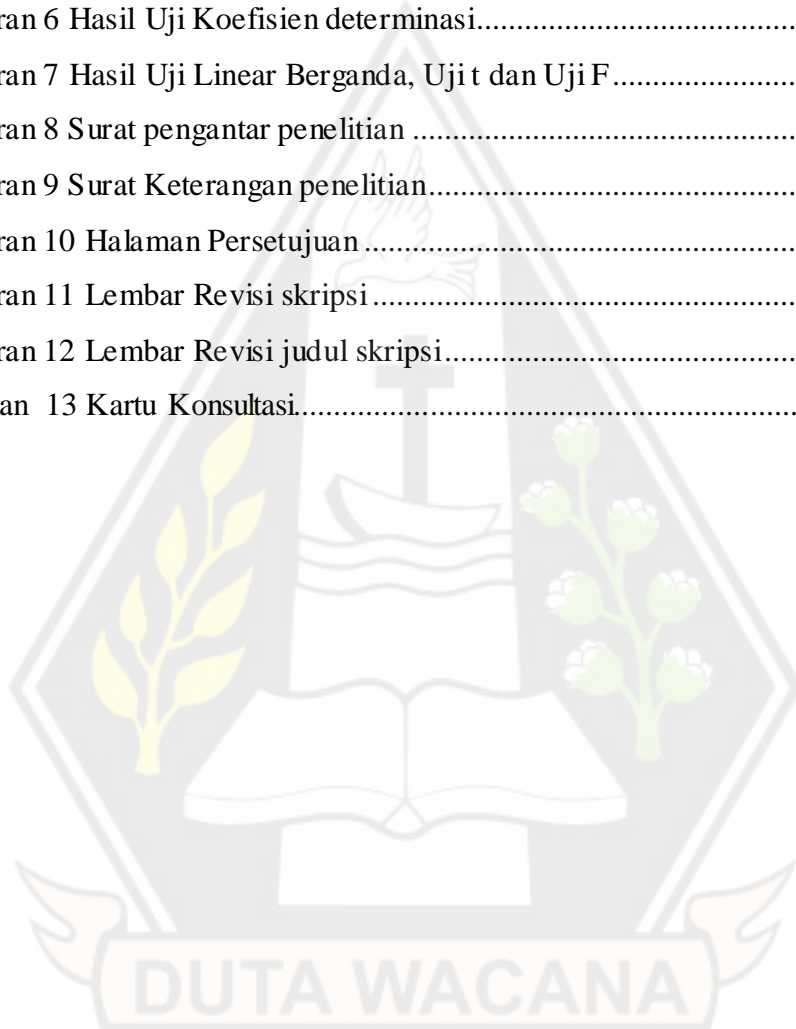 ran 6 Hasil Uji Koefisien determinasi............................................
ran 7 Hasil Uji Linear Berganda, Uji t dan Uji F............................
ran 8 Surat pengantar penelitian ....................................................
ran 9 Surat Keterangan penelitian..................................................
ran 10 Halaman Persetujuan ..........................................................
ran 11 Lembar Revisi skripsi .........................................................
ran 12 Lembar Revisi judul skripsi................................................
ran 13 Kartu Konsultasi.................................................................
DUTA WACANA